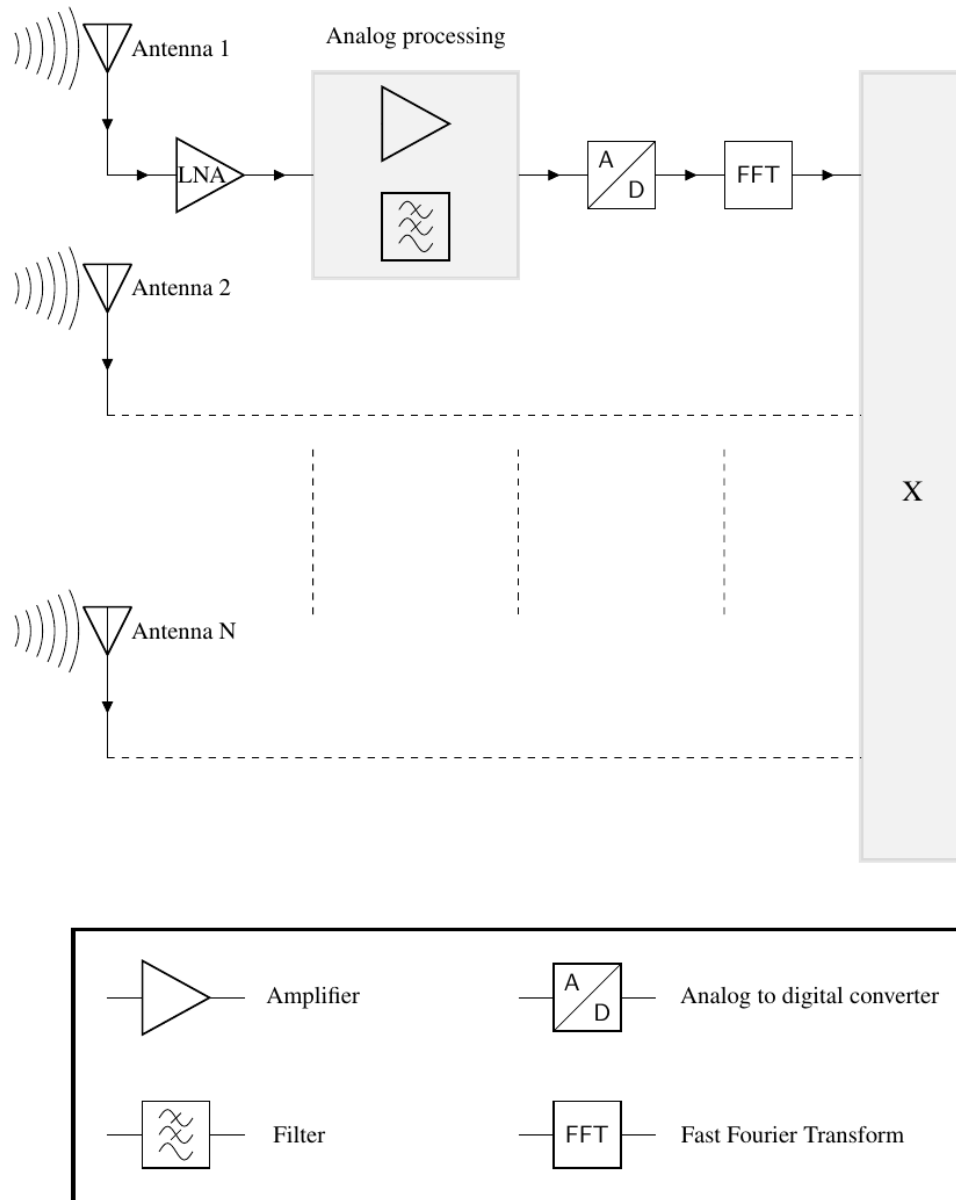 Antenna 1
Analog processing
LNA
A
D
FFT
Antenna 2
X
Antenna N
Amplifier
A
D
Analog to digital converter
Filter
FFT
Fast Fourier Transform